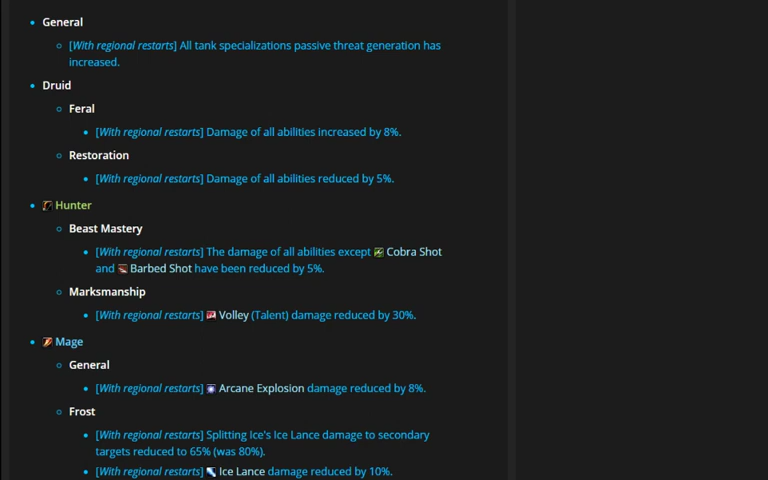 General
[With regional restarts] All tank specializations passive threat generation has
increased.
Druid
Feral
[With regional restarts] Damage of all abilities increased by 8%.
Restoration
[With regional restarts] Damage of all abilities reduced by 5%.
Hunter
Beast Mastery
[With regional restarts] The damage of all abilities except Cobra Shot
and Barbed Shot have been reduced by 5%.
Marksmanship
[With regional restarts] Volley (Talent) damage reduced by 30%.
Mage
General
[With regional restarts] Arcane Explosion damage reduced by 8%.
Frost
[With regional restarts] Splitting Ice's Ice Lance damage to secondary
targets reduced to 65% (was 80%).
[With regional restarts] Ice Lance damage reduced by 10%.